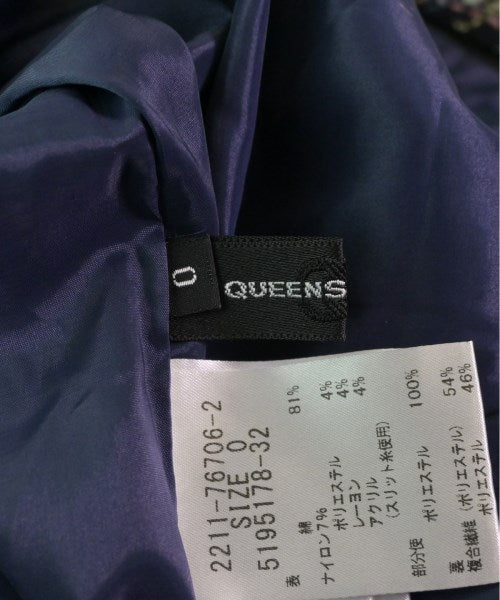 0
QUEENS
2211-76706-2
SIZE 0
5195178-32
表 綿 81%
ナイロン7%
ポリエステル 4%
レーヨン 4%
アクリル 4%
(スリット糸使用)
部分使 ポリエステル 100%
裏
複合繊維(ポリエステル) 54%
ポリエステル 46%